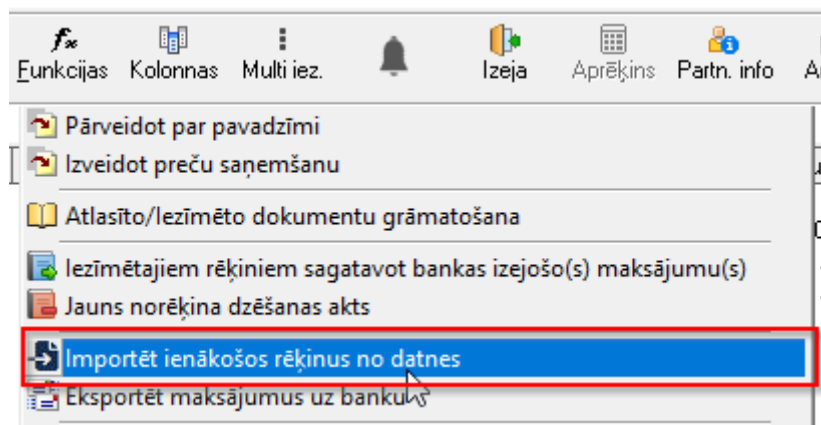 Funkcijas Kolonnas Multi iez. Izeja Aprēķins Partn. info
Pārveidot par pavadzīmi
Izveidot preču saņemšanu
Atlasīto/Iezīmēto dokumentu grāmatošana
Iezīmētajiem rēķiniem sagatavot bankas izejošo(s) maksājumu(s)
Jauns norēķina dzēšanas akts
Importēt ienākošos rēķinus no datnes
Eksportēt maksājumus uz banku